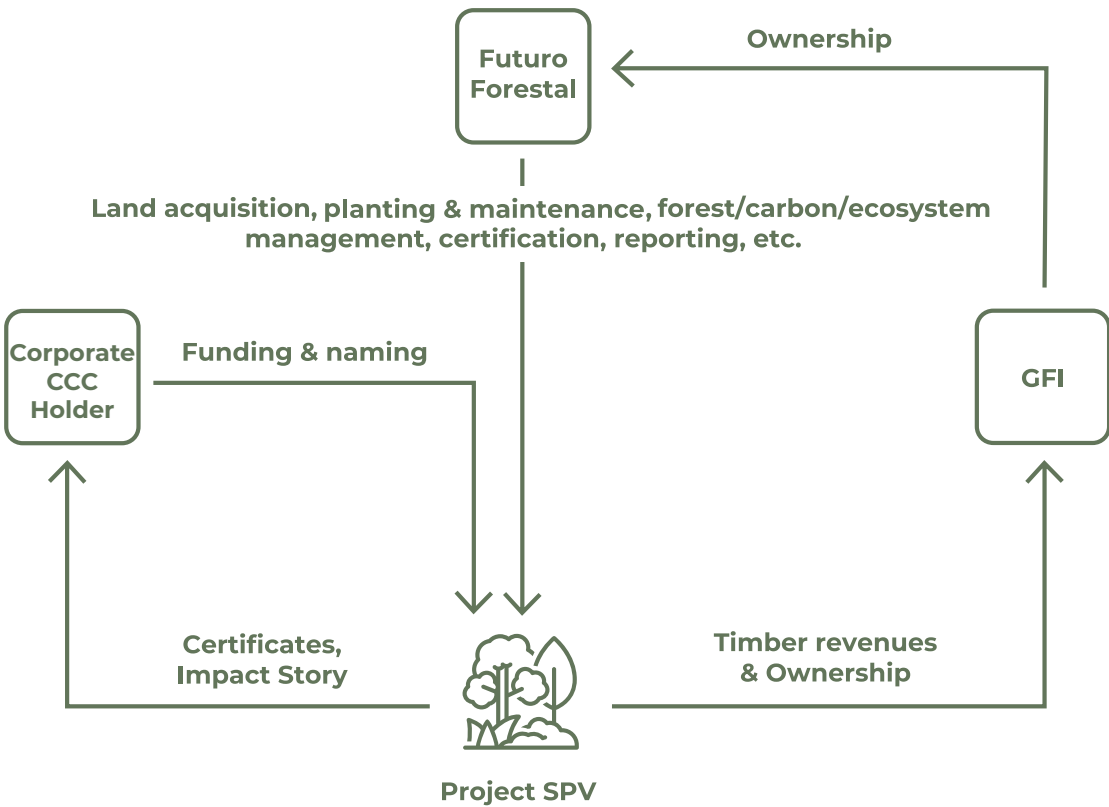 Ownership
Futuro
Forestal
Land acquisition, planting & maintenance, forest/carbon/ecosystem
management, certification, reporting, etc.
Corporate
CCC
Holder
Funding & naming
GFI
Certificates,
Impact Story
Timber revenues
& Ownership
Project SPV